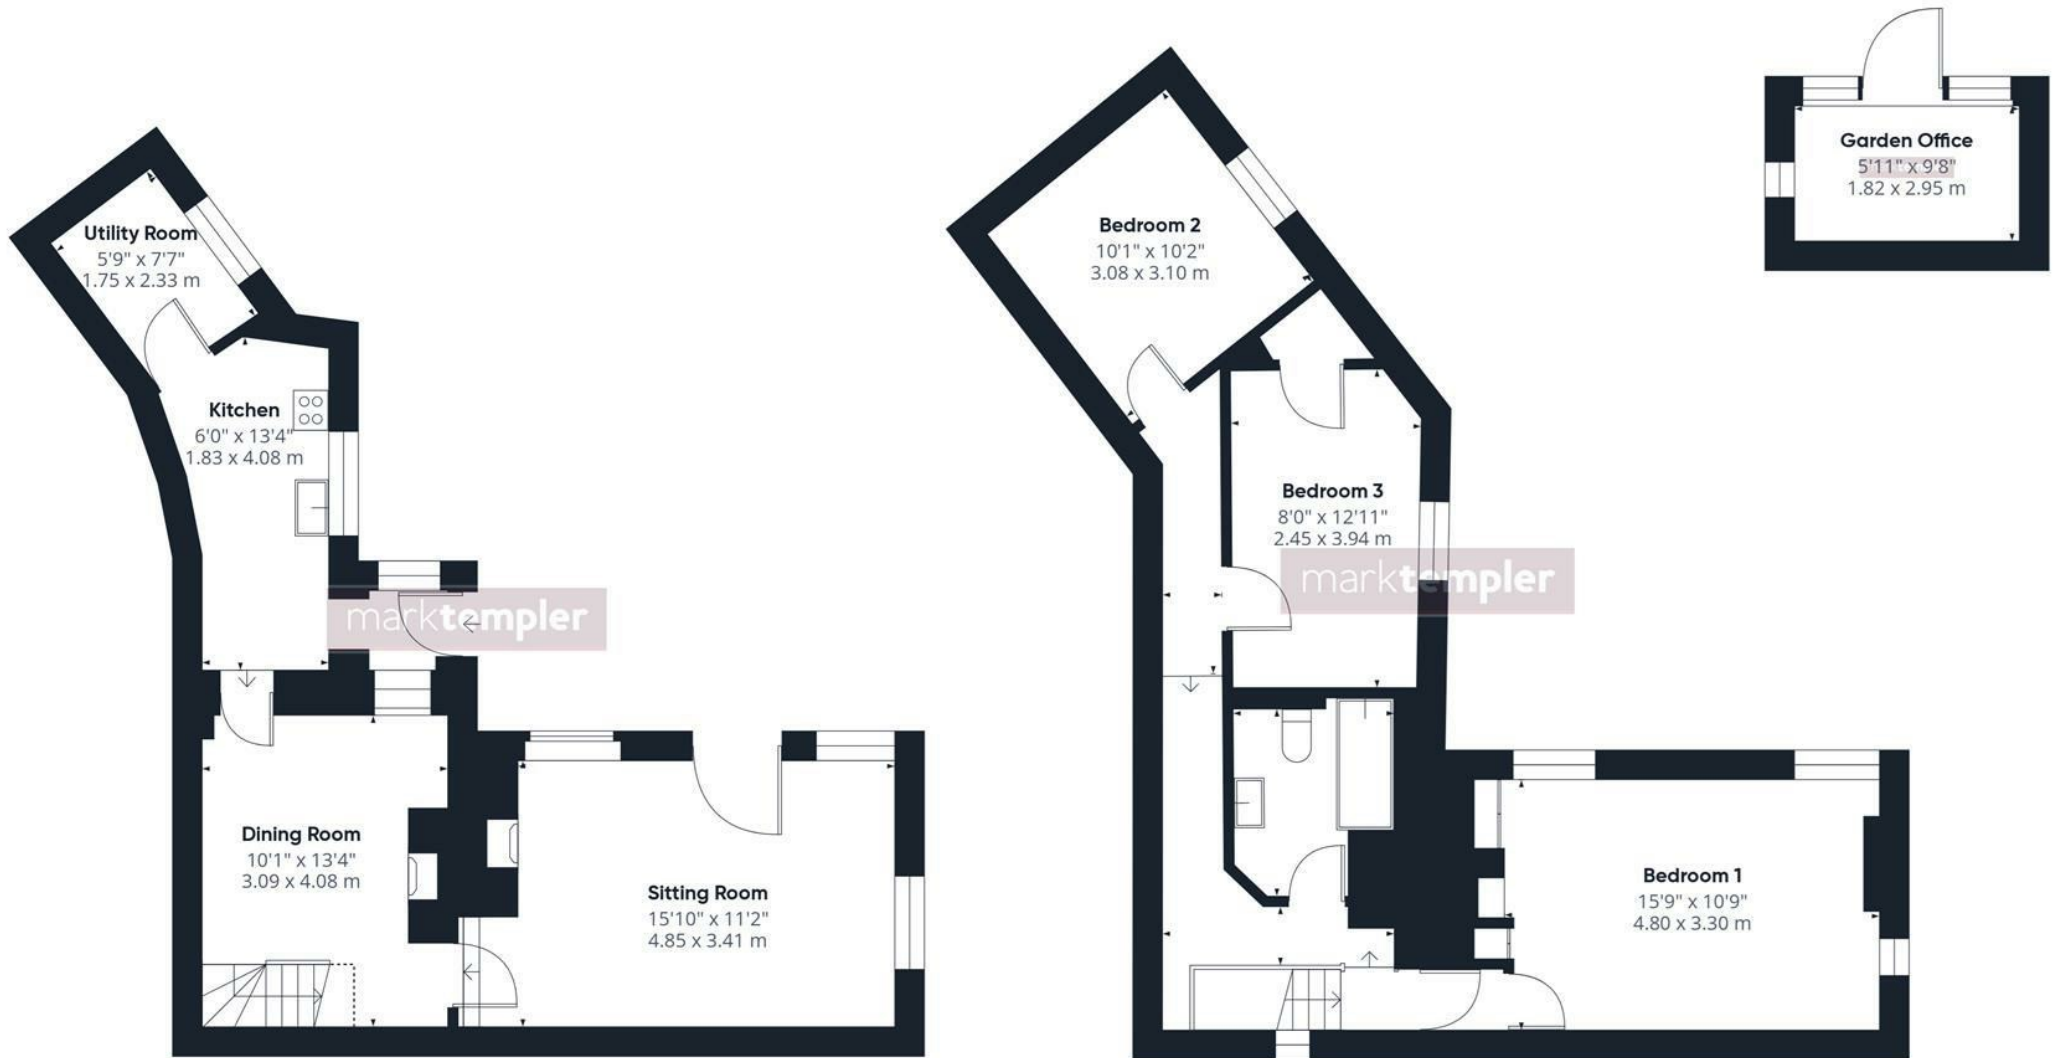 Utility Room
5'9" x 7'7"
1.75 x 2.33 m
Kitchen
6'0" x 13'4"
1.83 x 4.08 m
marktempler
Dining Room
10'1" x 13'4"
3.09 x 4.08 m
Sitting Room
15'10" x 11'2"
4.85 x 3.41 m
Bedroom 2
10'1" x 10'2"
3.08 x 3.10 m
Bedroom 3
8'0" x 12'11"
2.45 x 3.94 m
marktempler
Bedroom 1
15'9" x 10'9"
4.80 x 3.30 m
Garden Office
5'11" x 9'8"
1.82 x 2.95 m